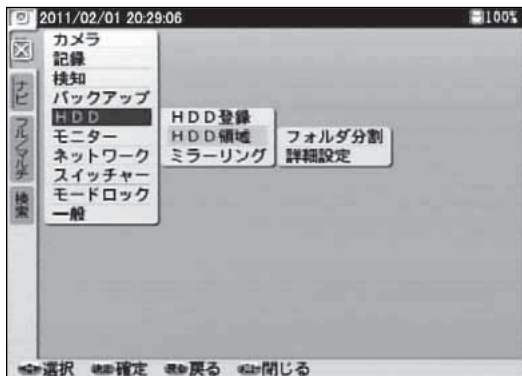 2011/02/01 20:29:06 100%
カメラ
記録
検知
バックアップ
HDD
モニター
ネットワーク
スイッチャー
モードロック
一般
HDD登録
HDD領域
ミラーリング
フォルダ分割
詳細設定
ナビ
フル/マルチ
検索
選択 確定 戻る 閉じる